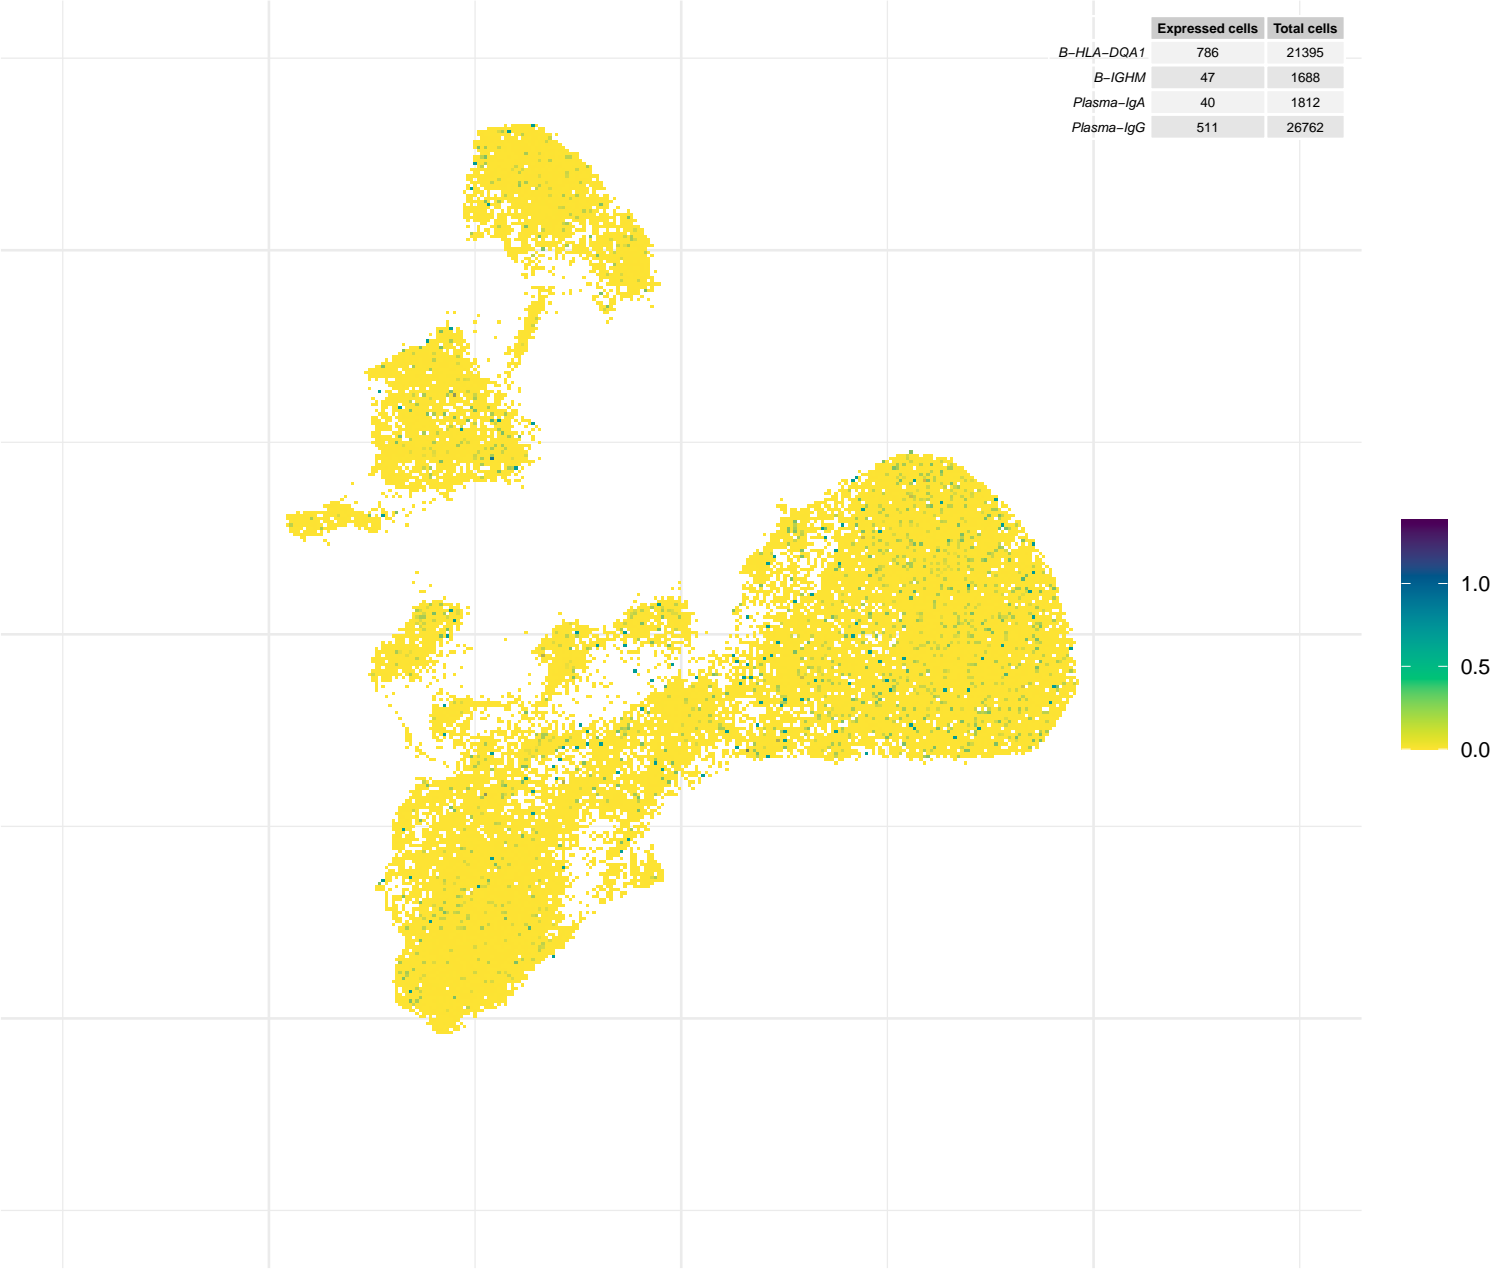 Expressed cells Total cells
B−HLA−DQA1 786 21395
B−IGHM 47 1688
Plasma−IgA 40 1812
Plasma−IgG 511 26762
1.0
0.5
0.0